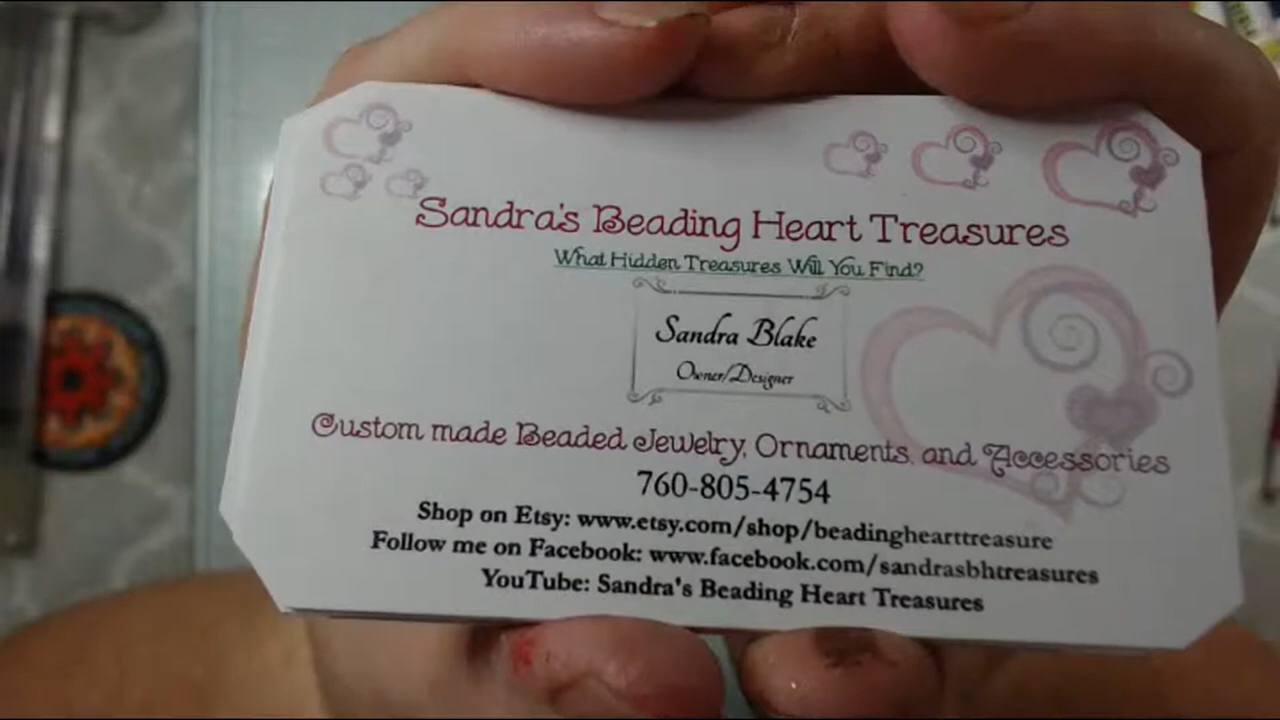 Sandra's Beading Heart Treasures
What Hidden Treasures Will You Find?
Sandra Blake
Owner/Designer
Custom made Beaded Jewelry, Ornaments, and Accessories
760-805-4754
Shop on Etsy: www.etsy.com/shop/beadinghearttreasure
Follow me on Facebook: www.facebook.com/sandrasbhtreasures
YouTube: Sandra's Beading Heart Treasures